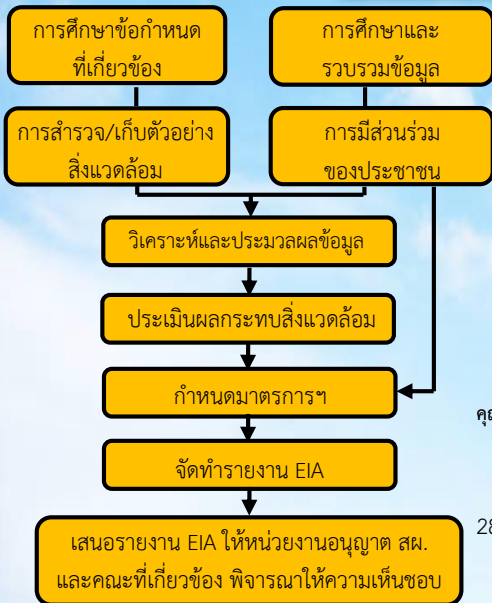 การศึกษาข้อกำหนด
ที่เกี่ยวข้อง
การศึกษาและ
รวบรวมข้อมูล
การสำรวจ/เก็บตัวอย่าง
สิ่งแวดล้อม
การมีส่วนร่วม
ของประชาชน
วิเคราะห์และประมวลผลข้อมูล
ประเมินผลกระทบสิ่งแวดล้อม
กำหนดมาตรการฯ
จัดทำรายงาน EIA
เสนอรายงาน EIA ให้หน่วยงานอนุญาต สผ.
และคณะที่เกี่ยวข้อง พิจารณาให้ความเห็นชอบ
28